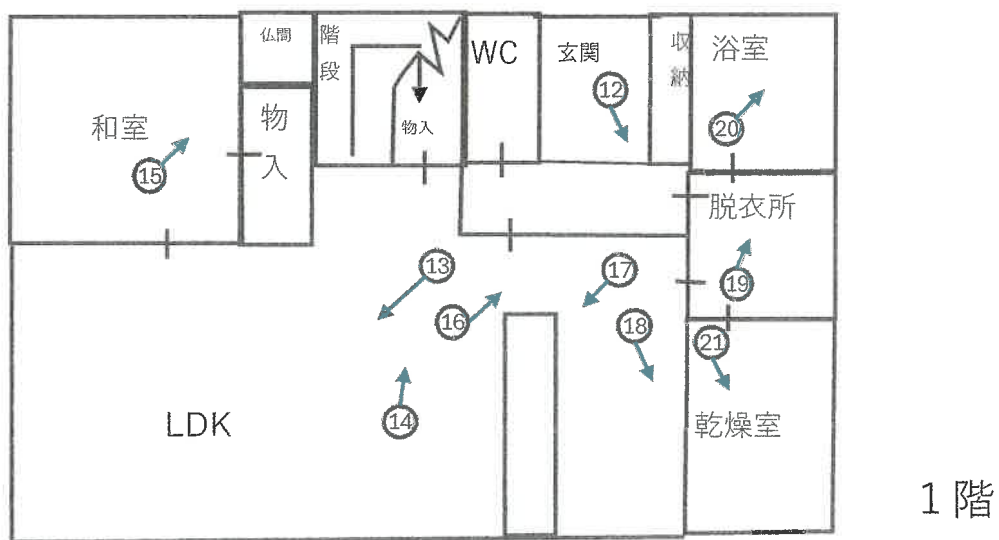 仏間
階段
WC
玄関
収納
浴室
⑫
物入
物入
和室
⑮
⑳
脱衣所
⑬
⑰
⑲
⑯
⑱
㉑
⑭
LDK
乾燥室
1階